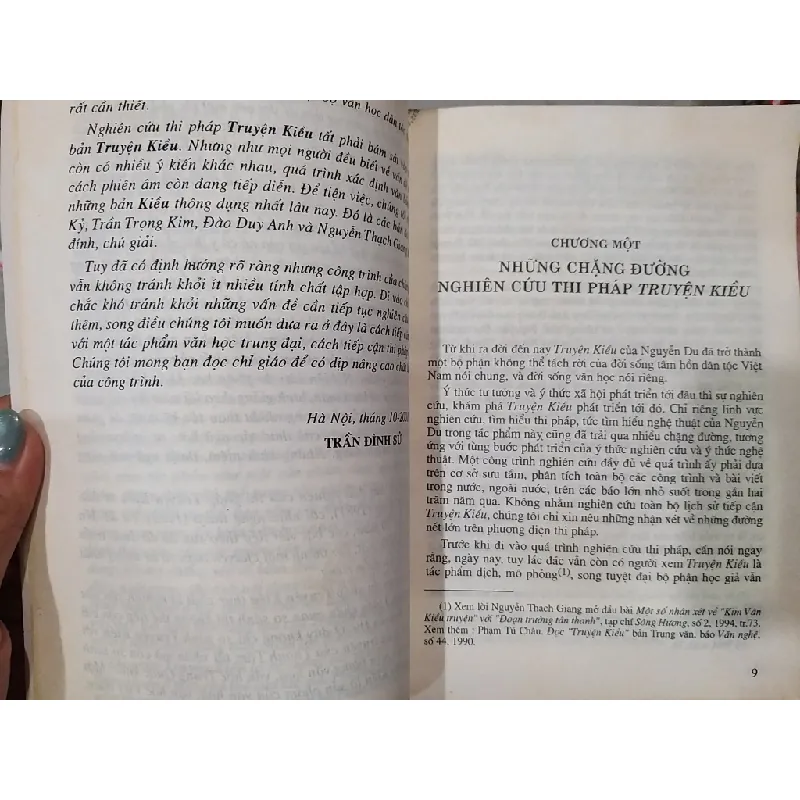 rất cần thiết.
văn học dân
Nghiên cứu thi pháp Truyện Kiều tất phải bám sát
bản Truyện Kiều. Nhưng như mọi người đều biết về
còn có nhiều ý kiến khác nhau, quá trình xác định văn
cách phiên âm còn đang tiếp diễn. Để tiện việc, chúng
những bản Kiều thông dụng nhất lâu nay. Đó là các bản
Kỷ, Trần Trọng Kim, Đào Duy Anh và Nguyễn Thạch Giang
đính, chú giải.
Tuy đã có định hướng rõ ràng nhưng công trình của
vẫn không tránh khỏi ít nhiều tính chất tập hợp. Đi
chắc khó tránh khỏi những vấn đề cần tiếp tục nghiên
thêm, song điều chúng tôi muốn đưa ra ở đây là cách tiếp
với một tác phẩm văn học trung đại, cách tiếp cận thi pháp
Chúng tôi mong bạn đọc chỉ giáo để có dịp nâng cao chất
của công trình.
Hà Nội, tháng 10-200
TRẦN ĐÌNH SỬ
CHƯƠNG MỘT
NHỮNG CHẶNG ĐƯỜNG
NGHIÊN CỨU THI PHÁP TRUYỆN KIỀU
Từ khi ra đời đến nay Truyện Kiều của Nguyễn Du đã trở thành
một bộ phận không thể tách rời của đời sống tâm hồn dân tộc Việt
Nam nói chung, và đời sống văn học nói riêng.
Ý thức tư tưởng và ý thức xã hội phát triển tới đâu thì sự nghiên
cứu, khám phá Truyện Kiều phát triển tới đó. Chỉ riêng lĩnh vực
nghiên cứu, tìm hiểu thi pháp, tức tìm hiểu nghệ thuật của Nguyễn
Du trong tác phẩm này cũng đã trải qua nhiều chặng đường, tương
ứng với từng bước phát triển của ý thức nghiên cứu và ý thức nghệ
thuật. Một công trình nghiên cứu đầy đủ về quá trình ấy phải dựa
trên cơ sở sưu tầm, phân tích toàn bộ các công trình và bài viết
trong nước, ngoài nước, trên các báo lớn nhỏ suốt trong gần hai
trăm năm qua. Không nhằm nghiên cứu toàn bộ lịch sử tiếp cận
Truyện Kiều, chúng tôi chỉ xin nêu những nhận xét về những đường
nét lớn trên phương diện thi pháp.
Trước khi đi vào quá trình nghiên cứu thi pháp, cần nói ngay
rằng, ngày nay, tuy lác đác vẫn còn có người xem Truyện Kiều là
tác phẩm dịch, mô phỏng(1), song tuyệt đại bộ phận học giả vẫn
(1) Xem lời Nguyễn Thạch Giang mở đầu bài Một số nhận xét về "Kim Vân
Kiều truyện" với "Đoạn trường tân thanh", tạp chí Sông Hương, số 2, 1994, tr.73.
Xem thêm : Phạm Tú Châu, Đọc "Truyện Kiều" bản Trung văn, báo Văn nghệ,
số 44, 1990.
9